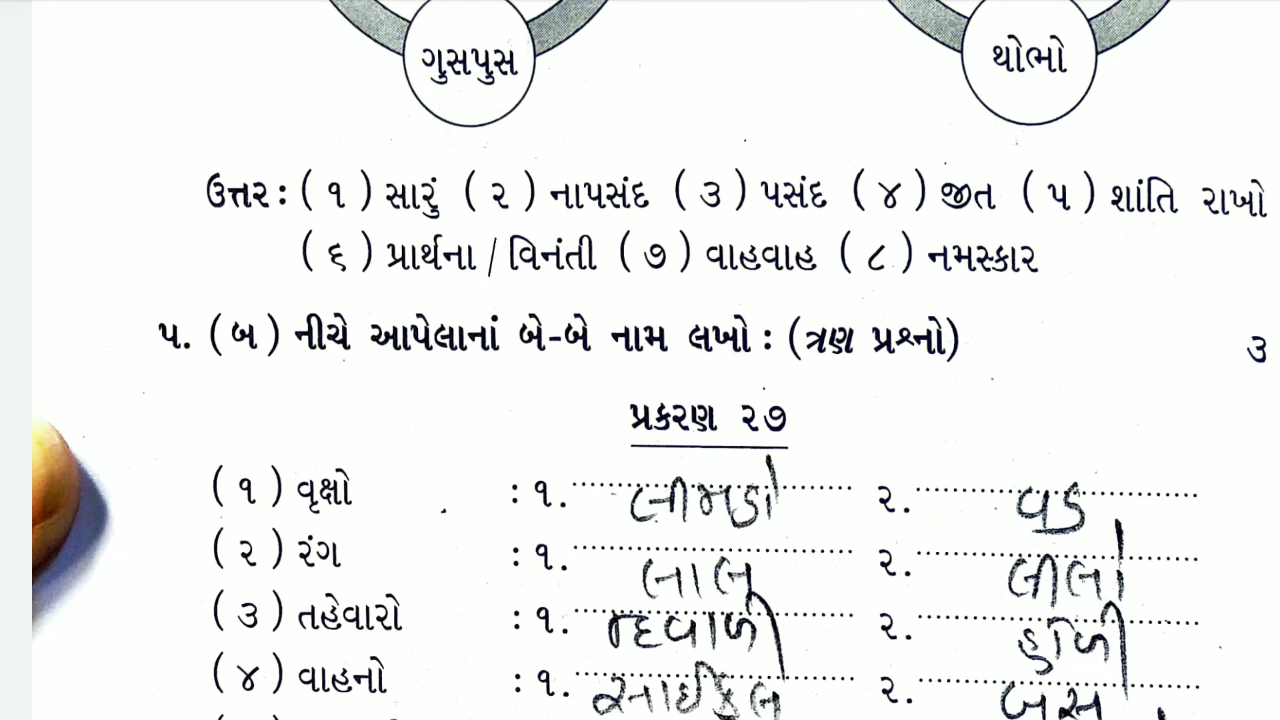 ગુસપુસ થોભો
ઉત્તર : ( ૧ ) સારું ( ૨ ) નાપસંદ ( ૩ ) પસંદ ( ૪ ) જીત ( ૫ ) શાંતિ રાખો
( ૬ ) પ્રાર્થના / વિનંતી ( ૭ ) વાહવાહ ( ૮ ) નમસ્કાર
૫. ( બ ) નીચે આપેલાનાં બે-બે નામ લખો : (ત્રણ પ્રશ્નો) ૩
પ્રકરણ ૨૭
( ૧ ) વૃક્ષો : ૧. લીમડો ૨. વડ
( ૨ ) રંગ : ૧. લાલ ૨. લીલો
( ૩ ) તહેવારો : ૧. દિવાળી ૨. હોળી
( ૪ ) વાહનો : ૧. સાઈકલ ૨. બસ